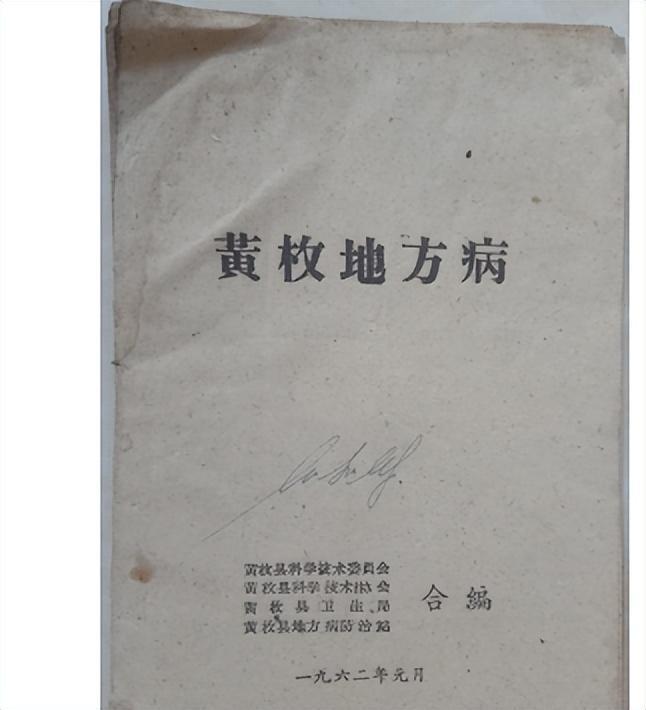 黄枚地方病
黄枚县科学技术委员会
黄枚县科学技术协会
黄枚县卫生局
黄枚县地方病防治站
合编
一九六二年元月